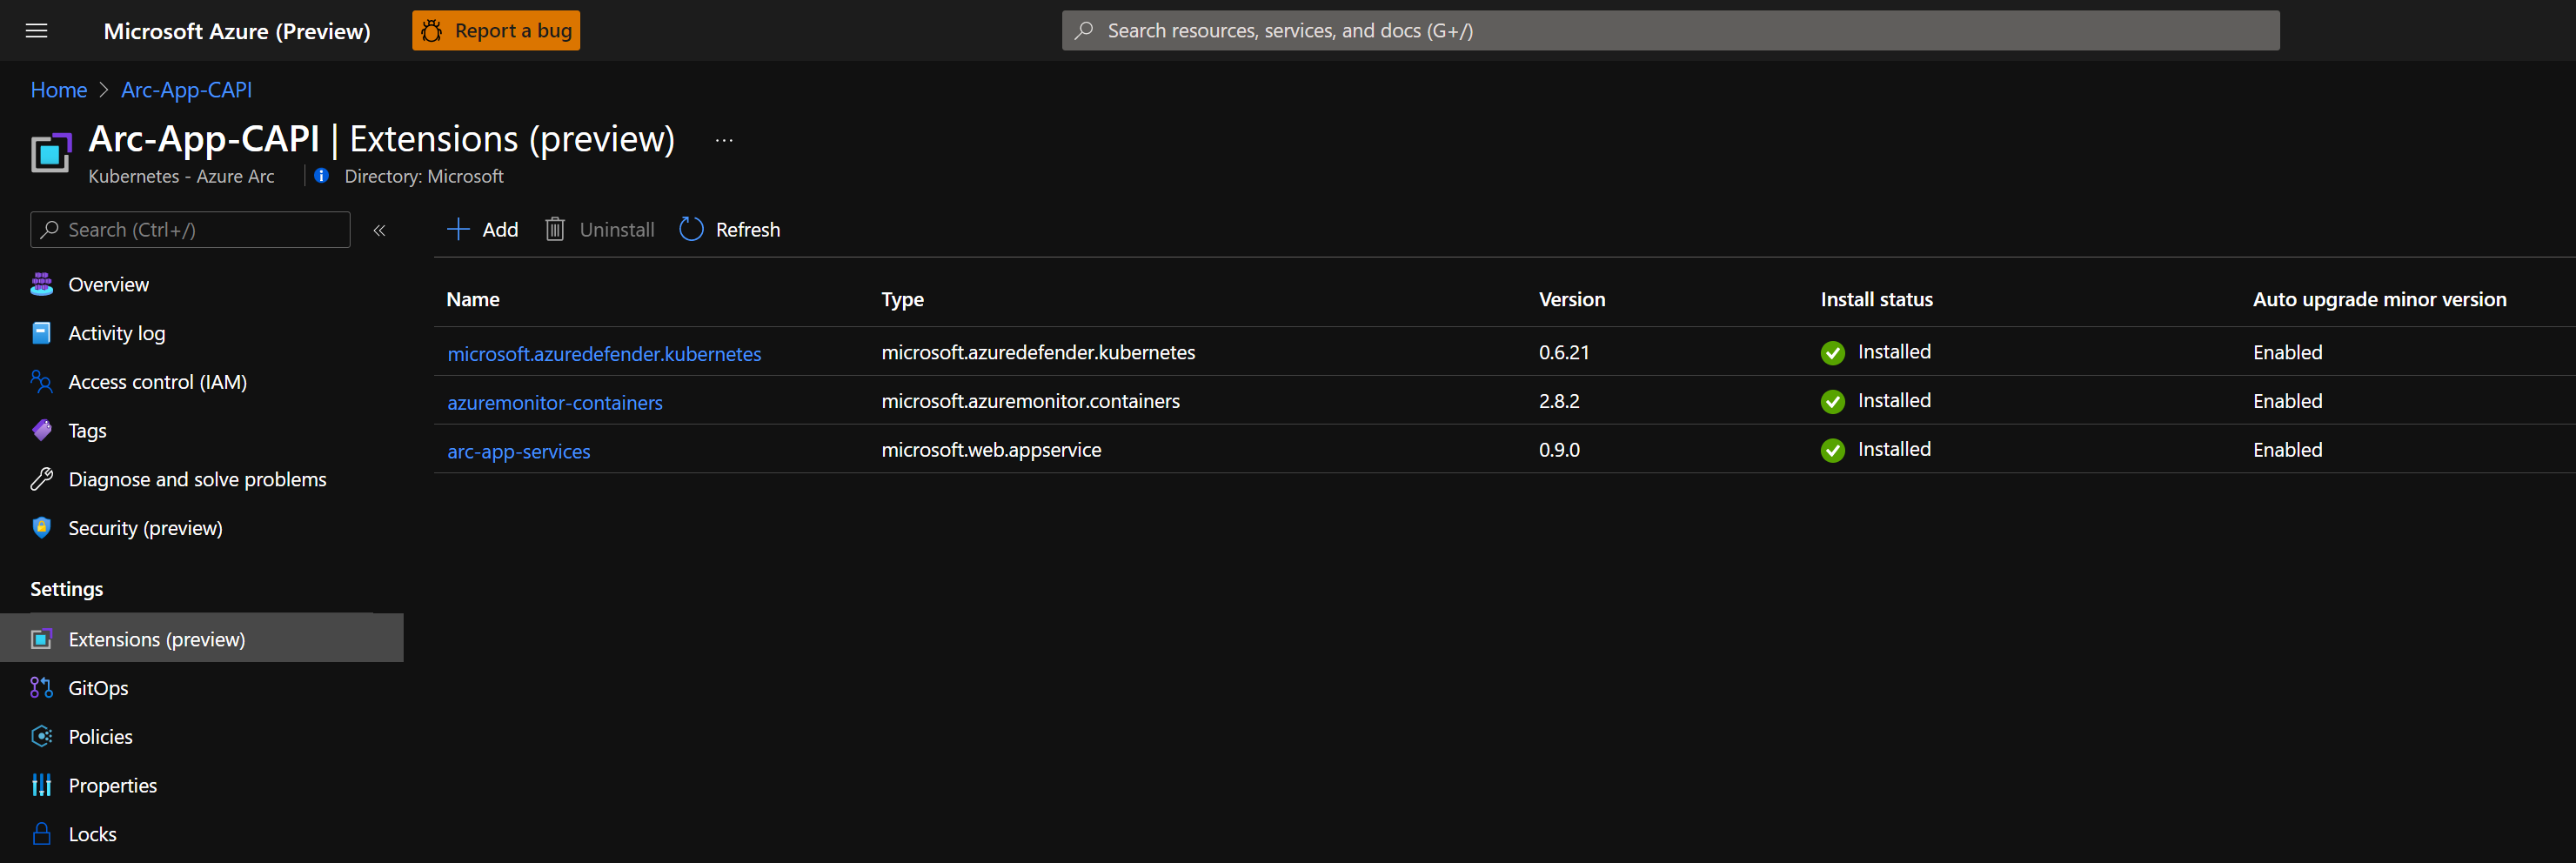 Microsoft Azure (Preview) Report a bug Search resources, services, and docs (G+/)
Home > Arc-App-CAPI
Arc-App-CAPI | Extensions (preview) ...
Kubernetes - Azure Arc Directory: Microsoft
Search (Ctrl+/) «
Add Uninstall Refresh
Overview
Activity log
Access control (IAM)
Tags
Diagnose and solve problems
Security (preview)
Settings
Extensions (preview)
GitOps
Policies
Properties
Locks
Name Type Version Install status Auto upgrade minor version
microsoft.azuredefender.kubernetes microsoft.azuredefender.kubernetes 0.6.21 Installed Enabled
azuremonitor-containers microsoft.azuremonitor.containers 2.8.2 Installed Enabled
arc-app-services microsoft.web.appservice 0.9.0 Installed Enabled